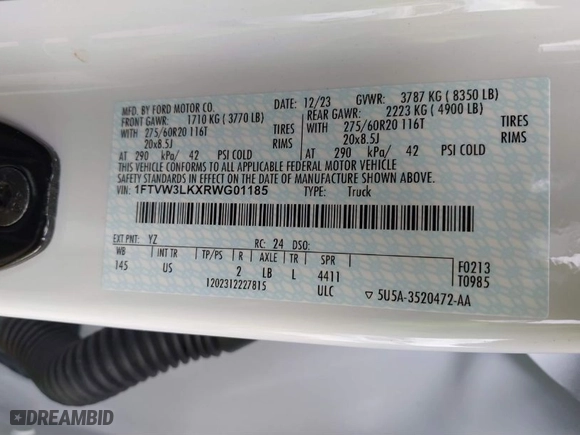 MFD. BY FORD MOTOR CO. 12/23 GVWR: 3787 KG ( 8350 LB)
FRONT GAWR: 1710 KG ( 3770 LB) REAR GAWR: 2223 KG ( 4900 LB)
WITH 275/60R20 116T TIRES WITH 275/60R20 116T TIRES
20x8.5J RIMS 20x8.5J RIMS
AT 290 kPa/ 42 PSI COLD AT 290 kPa/ 42 PSI COLD
THIS VEHICLE CONFORMS TO ALL APPLICABLE FEDERAL MOTOR VEHICLE
SAFETY STANDARDS IN EFFECT ON THE DATE OF MANUFACTURE SHOWN ABOVE.
VIN: 1FTVW3LKXRWG01185 TYPE: Truck
EXT PNT: YZ RC: 24 DSO:
WB INT TR TP/PS R AXLE TR SPR F0213
145 US 2 LB L 4411 T0985
1202312227815 ULC ▽ 5U5A-3520472-AA
DREAMBID